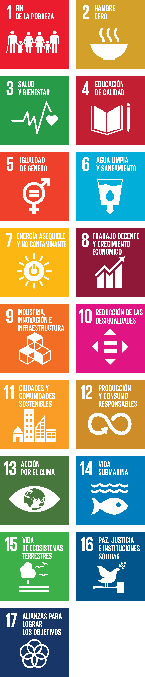 1 FIN
DE LA POBREZA
2 HAMBRE
CERO
3 SALUD
Y BIENESTAR
4 EDUCACIÓN
DE CALIDAD
5 IGUALDAD
DE GÉNERO
6 AGUA LIMPIA
Y SANEAMIENTO
7 ENERGÍA ASEQUIBLE
Y NO CONTAMINANTE
8 TRABAJO DECENTE
Y CRECIMIENTO
ECONÓMICO
9 INDUSTRIA,
INNOVACIÓN E
INFRAESTRUCTURA
10 REDUCCIÓN DE LAS
DESIGUALDADES
11 CIUDADES Y
COMUNIDADES
SOSTENIBLES
12 PRODUCCIÓN
Y CONSUMO
RESPONSABLES
13 ACCIÓN
POR EL CLIMA
14 VIDA
SUBMARINA
15 VIDA
DE ECOSISTEMAS
TERRESTRES
16 PAZ, JUSTICIA
E INSTITUCIONES
SÓLIDAS
17 ALIANZAS PARA
LOGRAR
LOS OBJETIVOS